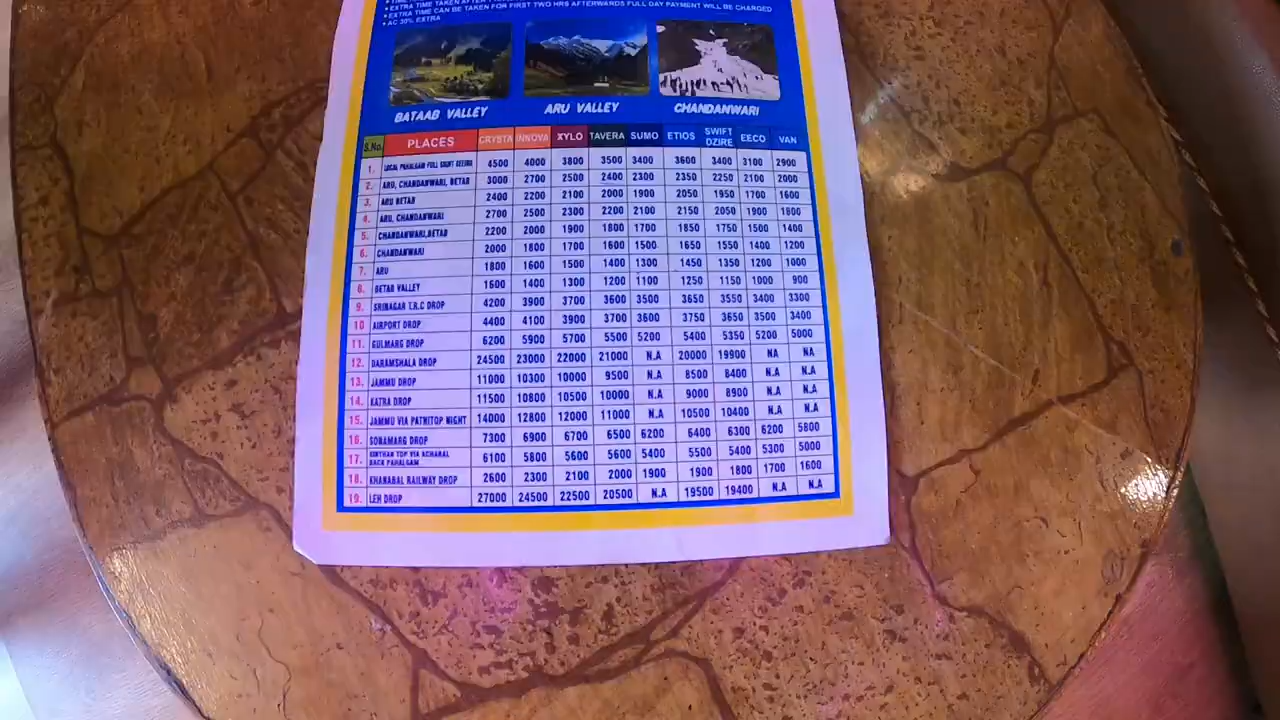 • EXTRA TIME CAN BE TAKEN FOR FIRST TWO HRS AFTERWARDS FULL DAY PAYMENT WILL BE CHARGED
• AC 30% EXTRA
BATAAB VALLEY ARU VALLEY CHANDANWARI
S.No. PLACES CRYSTA INNOVA XYLO TAVERA SUMO ETIOS SWIFT DZIRE EECO VAN
1. LOCAL PAHALGAM FULL SIGHT SEEING 4500 4000 3800 3500 3400 3600 3400 3100 2900
2. ARU, CHANDANWARI, BETAB 3000 2700 2500 2400 2300 2350 2250 2100 2000
3. ARU BETAB 2400 2200 2100 2000 1900 2050 1950 1700 1600
4. ARU, CHANDANWARI 2700 2500 2300 2200 2100 2150 2050 1900 1800
5. CHANDANWARI,BETAB 2200 2000 1900 1800 1700 1850 1750 1500 1400
6. CHANDANWARI 2000 1800 1700 1600 1500 1650 1550 1400 1200
7. ARU 1800 1600 1500 1400 1300 1450 1350 1200 1000
8. BETAB VALLEY 1600 1400 1300 1200 1100 1250 1150 1000 900
9. SRINAGAR T.R.C DROP 4200 3900 3700 3600 3500 3650 3550 3400 3300
10 AIRPORT DROP 4400 4100 3900 3700 3600 3750 3650 3500 3400
11. GULMARG DROP 6200 5900 5700 5500 5200 5400 5350 5200 5000
12. DARAMSHALA DROP 24500 23000 22000 21000 N.A 20000 19900 NA NA
13. JAMMU DROP 11000 10300 10000 9500 N.A 8500 8400 N.A N.A
14. KATRA DROP 11500 10800 10500 10000 N.A 9000 8900 N.A N.A
15. JAMMU VIA PATNITOP NIGHT 14000 12800 12000 11000 N.A 10500 10400 N.A N.A
16. SONAMARG DROP 7300 6900 6700 6500 6200 6400 6300 6200 5800
17. SINTHAN TOP VIA ACHABAL BACK PAHALGAM 6100 5800 5600 5600 5400 5500 5400 5300 5000
18. KHANABAL RAILWAY DROP 2600 2300 2100 2000 1900 1900 1800 1700 1600
19. LEH DROP 27000 24500 22500 20500 N.A 19500 19400 N.A N.A